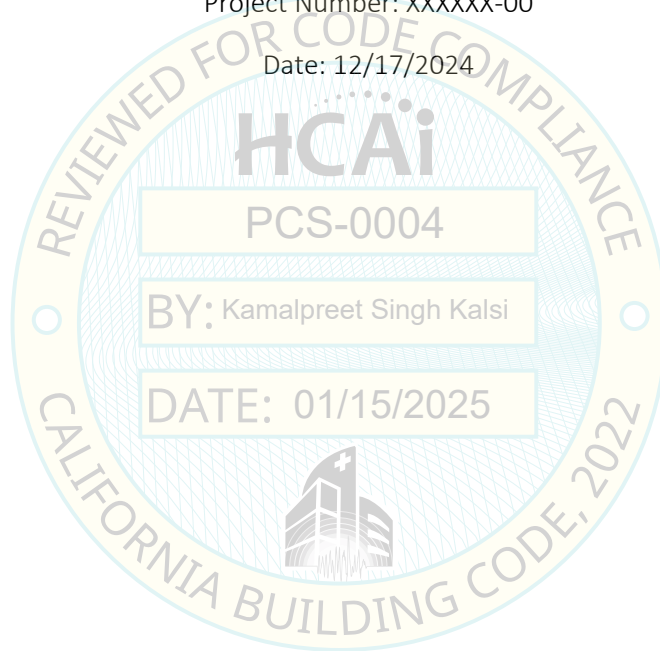 Project Number: XXXXXX-00
Date: 12/17/2024
REVIEWED FOR CODE COMPLIANCE
HCAi
PCS-0004
BY: Kamalpreet Singh Kalsi
DATE: 01/15/2025
CALIFORNIA BUILDING CODE, 2022